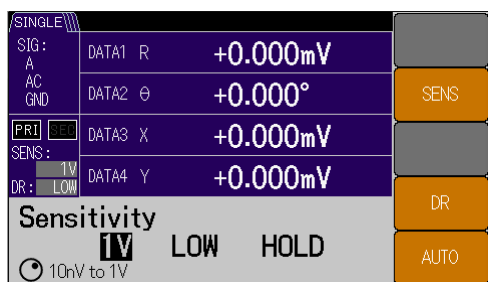 SINGLE
SIG:
A
AC
GND
PRI SEC
SENS:
1V
DR: LOW
DATA1 R +0.000mV
DATA2 θ +0.000°
DATA3 X +0.000mV
DATA4 Y +0.000mV
Sensitivity
1V LOW HOLD
10nV to 1V
SENS
DR
AUTO